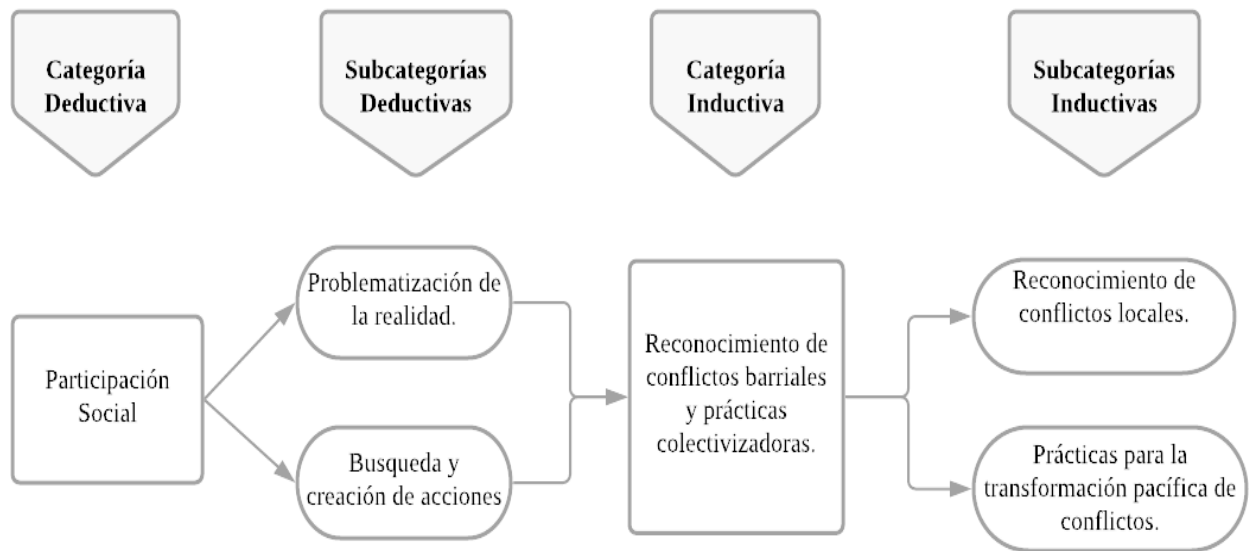 Categoría
Deductiva
Subcategorías
Deductivas
Categoría
Inductiva
Subcategorías
Inductivas
Participación
Social
Problematización de
la realidad.
Busqueda y
creación de acciones
Reconocimiento de
conflictos barriales
y prácticas
colectivizadoras.
Reconocimiento de
conflictos locales.
Prácticas para la
transformación pacífica de
conflictos.